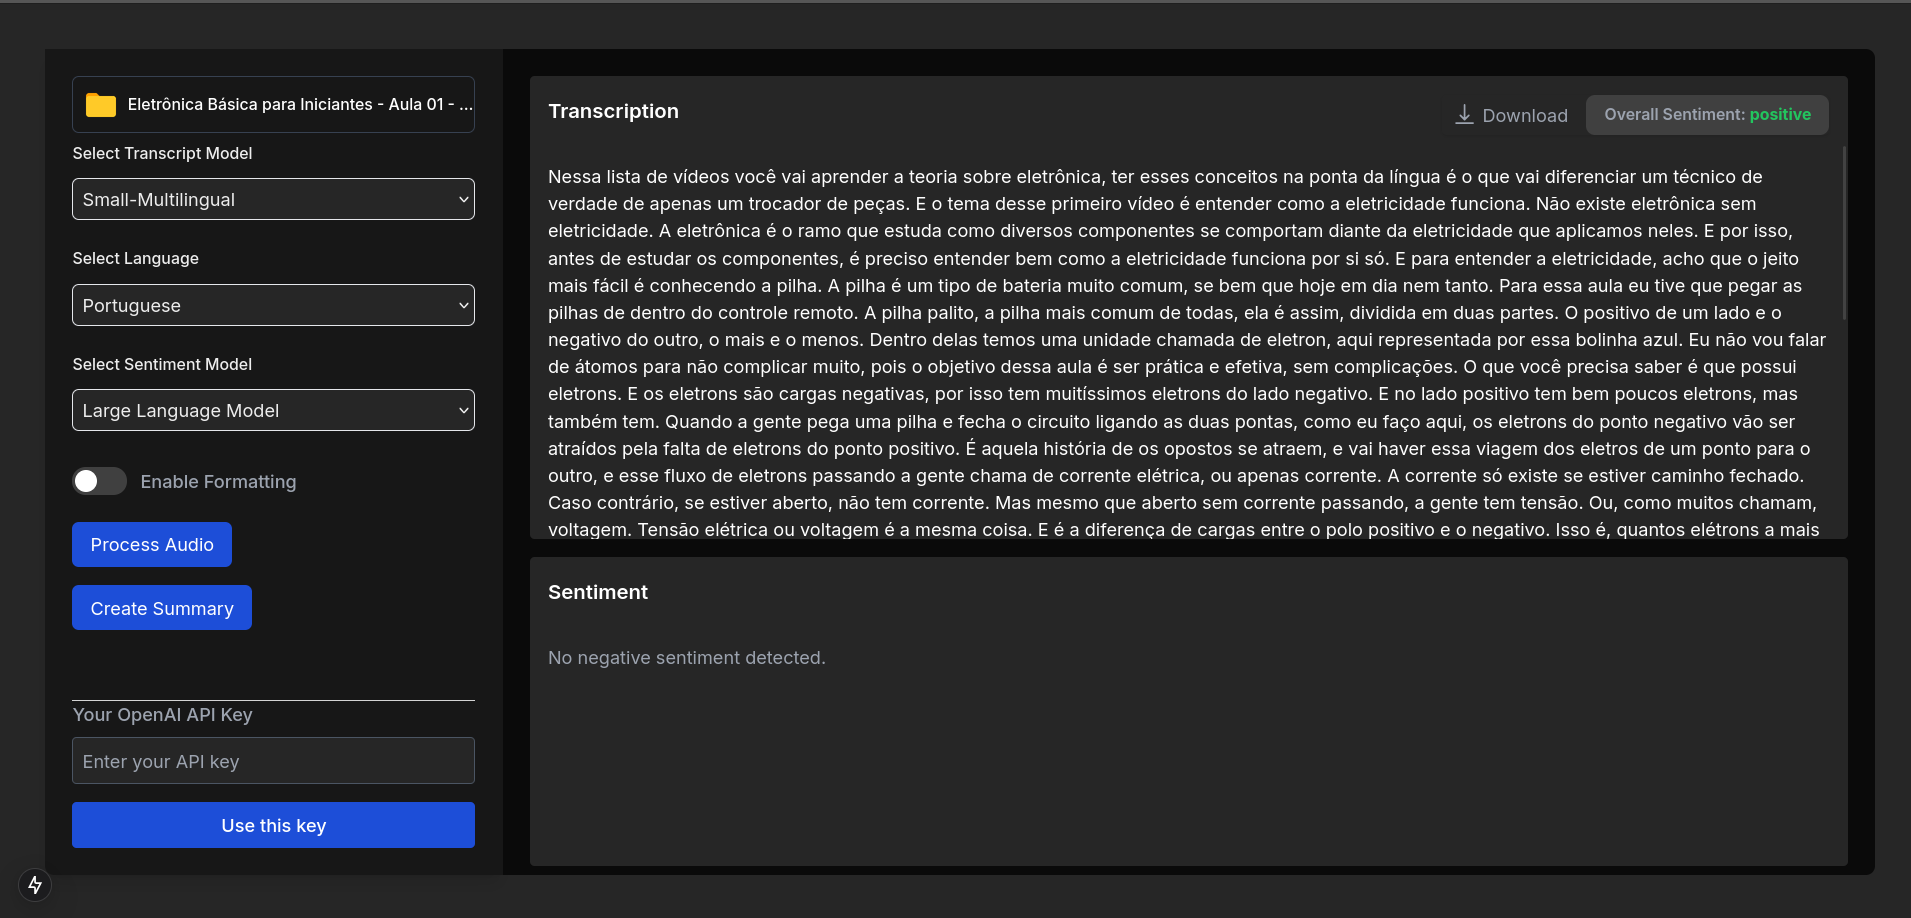 Eletrônica Básica para Iniciantes - Aula 01 - ...
Select Transcript Model
Small-Multilingual
Select Language
Portuguese
Select Sentiment Model
Large Language Model
Enable Formatting
Process Audio
Create Summary
Your OpenAI API Key
Enter your API key
Use this key
Transcription
Download
Overall Sentiment: positive
Nessa lista de vídeos você vai aprender a teoria sobre eletrônica, ter esses conceitos na ponta da língua é o que vai diferenciar um técnico de
verdade de apenas um trocador de peças. E o tema desse primeiro vídeo é entender como a eletricidade funciona. Não existe eletrônica sem
eletricidade. A eletrônica é o ramo que estuda como diversos componentes se comportam diante da eletricidade que aplicamos neles. E por isso,
antes de estudar os componentes, é preciso entender bem como a eletricidade funciona por si só. E para entender a eletricidade, acho que o jeito
mais fácil é conhecendo a pilha. A pilha é um tipo de bateria muito comum, se bem que hoje em dia nem tanto. Para essa aula eu tive que pegar as
pilhas de dentro do controle remoto. A pilha palito, a pilha mais comum de todas, ela é assim, dividida em duas partes. O positivo de um lado e o
negativo do outro, o mais e o menos. Dentro delas temos uma unidade chamada de eletron, aqui representada por essa bolinha azul. Eu não vou falar
de átomos para não complicar muito, pois o objetivo dessa aula é ser prática e efetiva, sem complicações. O que você precisa saber é que possui
eletrons. E os eletrons são cargas negativas, por isso tem muitíssimos eletrons do lado negativo. E no lado positivo tem bem poucos eletrons, mas
também tem. Quando a gente pega uma pilha e fecha o circuito ligando as duas pontas, como eu faço aqui, os eletrons do ponto negativo vão ser
atraídos pela falta de eletrons do ponto positivo. É aquela história de os opostos se atraem, e vai haver essa viagem dos eletros de um ponto para o
outro, e esse fluxo de eletrons passando a gente chama de corrente elétrica, ou apenas corrente. A corrente só existe se estiver caminho fechado.
Caso contrário, se estiver aberto, não tem corrente. Mas mesmo que aberto sem corrente passando, a gente tem tensão. Ou, como muitos chamam,
voltagem. Tensão elétrica ou voltagem é a mesma coisa. E é a diferença de cargas entre o polo positivo e o negativo. Isso é, quantos elétrons a mais
Sentiment
No negative sentiment detected.